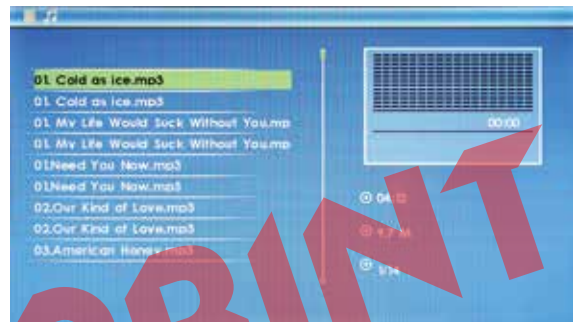 01. Cold as ice.mp3
01. Cold as ice.mp3
01. My Life Would Suck Without You.mp
01. My Life Would Suck Without You.mp
01.Need You Now.mp3
01.Need You Now.mp3
02.Our Kind of Love.mp3
02.Our Kind of Love.mp3
03.American Honey.mp3
00:00
1/14
PRINT